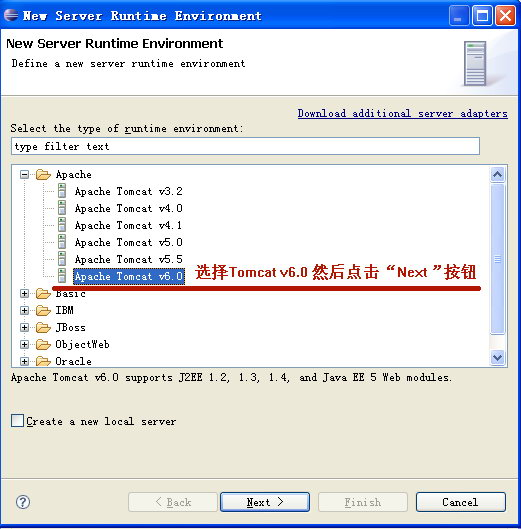 New Server Runtime Environment
New Server Runtime Environment
Define a new server runtime environment
Download additional server adapters
Select the type of runtime environment:
type filter text
Apache
Apache Tomcat v3.2
Apache Tomcat v4.0
Apache Tomcat v4.1
Apache Tomcat v5.0
Apache Tomcat v5.5
Apache Tomcat v6.0 选择Tomcat v6.0 然后点击“Next ”按钮
Basic
IBM
JBoss
ObjectWeb
Oracle
Apache Tomcat v6.0 supports J2EE 1.2, 1.3, 1.4, and Java EE 5 Web modules.
Create a new local server
? < Back Next > Finish Cancel